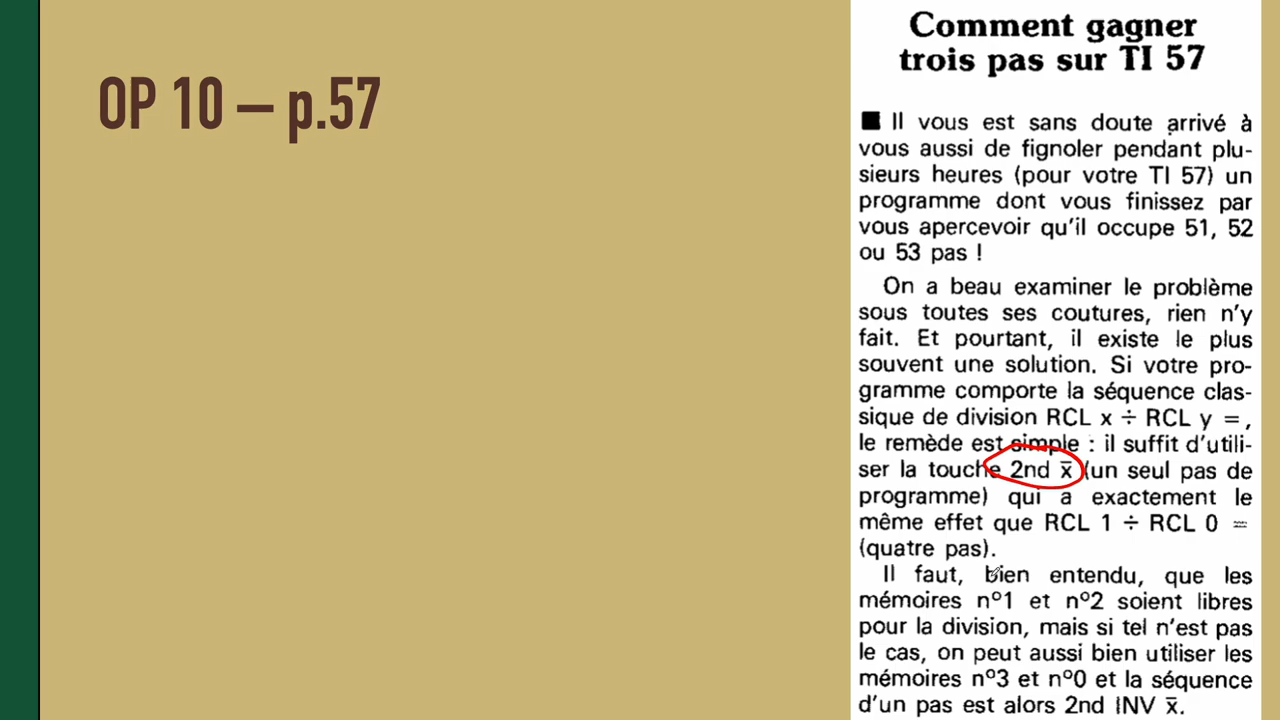 OP 10 – p.57
Comment gagner
trois pas sur TI 57
■ Il vous est sans doute arrivé à
vous aussi de fignoler pendant plu-
sieurs heures (pour votre TI 57) un
programme dont vous finissez par
vous apercevoir qu'il occupe 51, 52
ou 53 pas !
On a beau examiner le problème
sous toutes ses coutures, rien n'y
fait. Et pourtant, il existe le plus
souvent une solution. Si votre pro-
gramme comporte la séquence clas-
sique de division RCL x ÷ RCL y =,
le remède est simple : il suffit d'utili-
ser la touche 2nd x̄ (un seul pas de
programme) qui a exactement le
même effet que RCL 1 ÷ RCL 0 =
(quatre pas).
Il faut, bien entendu, que les
mémoires n°1 et n°2 soient libres
pour la division, mais si tel n'est pas
le cas, on peut aussi bien utiliser les
mémoires n°3 et n°0 et la séquence
d'un pas est alors 2nd INV x̄.